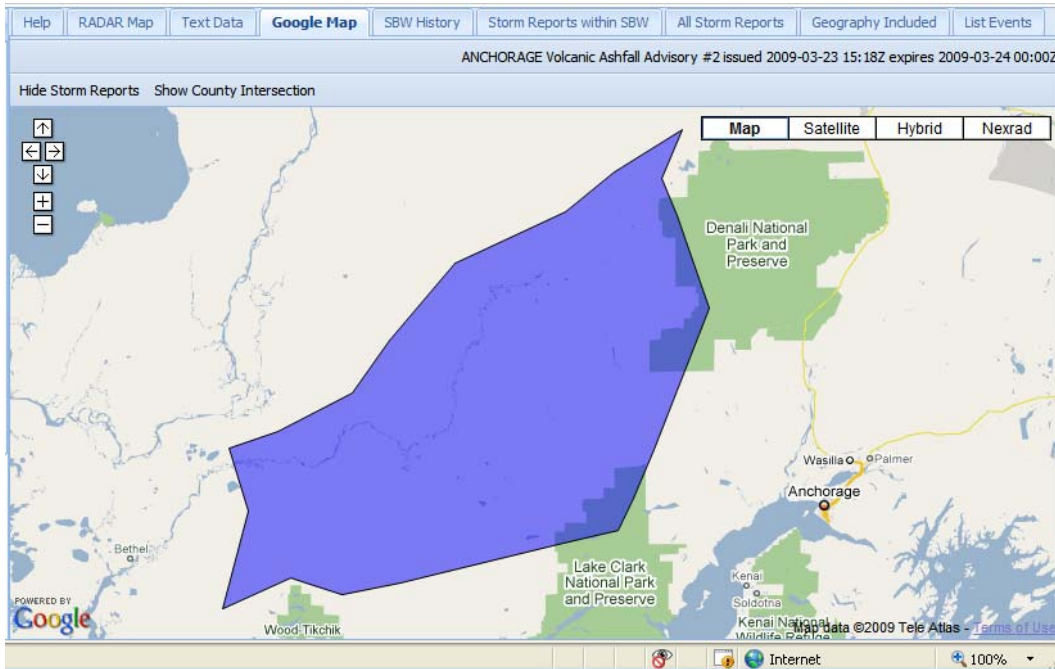 Help RADAR Map Text Data Google Map SBW History Storm Reports within SBW All Storm Reports Geography Included List Events
ANCHORAGE Volcanic Ashfall Advisory #2 issued 2009-03-23 15:18Z expires 2009-03-24 00:00Z
Hide Storm Reports Show County Intersection
Map Satellite Hybrid Nexrad
Denali National
Park and
Preserve
Wasilla Palmer
Anchorage
Bethel
Lake Clark
National Park
and Preserve
Kenai
Soldotna
Kenai National
Wildlife Refuge
Wood-Tikchik
POWERED BY
Google
Map data ©2009 Tele Atlas - Terms of Use
Internet 100%